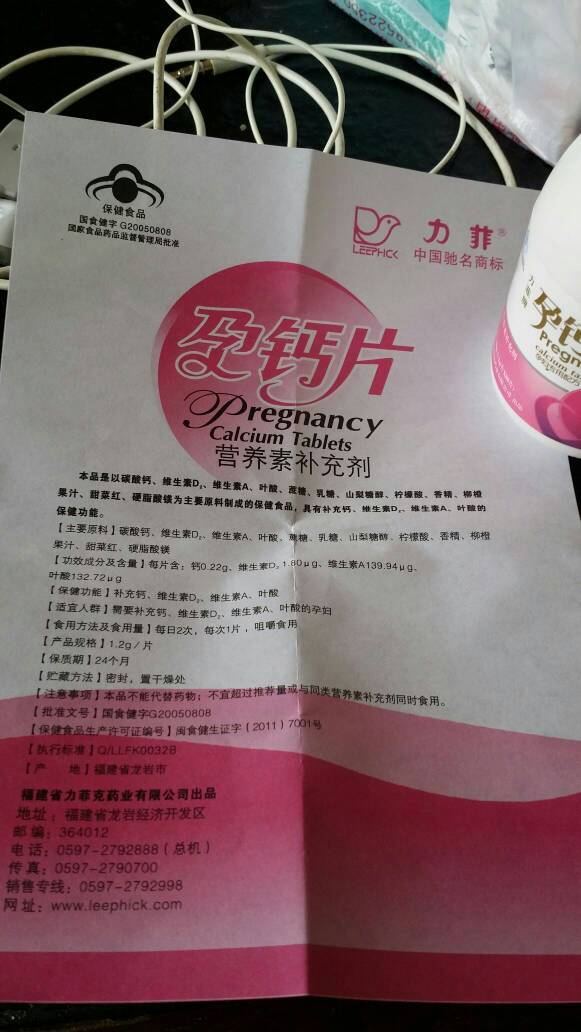 保健食品
国食健字 G20050808
国家食品药品监督管理局批准
LEEPHICK
力菲®
中国驰名商标
孕钙片
Pregnancy
Calcium Tablets
营养素补充剂
本品是以碳酸钙、维生素D₂、维生素A、叶酸、蔗糖、乳糖、山梨糖醇、柠檬酸、香精、柳橙
果汁、甜菜红、硬脂酸镁为主要原料制成的保健食品，具有补充钙、维生素D₂、维生素A、叶酸的
保健功能。
【主要原料】碳酸钙、维生素D₂、维生素A、叶酸、蔗糖、乳糖、山梨糖醇、柠檬酸、香精、柳橙
果汁、甜菜红、硬脂酸镁
【功效成分及含量】每片含：钙0.22g、维生素D₂ 1.80μg、维生素A139.94μg、
叶酸132.72μg
【保健功能】补充钙、维生素D₂、维生素A、叶酸
【适宜人群】需要补充钙、维生素D₂、维生素A、叶酸的孕妇
【食用方法及食用量】每日2次，每次1片，咀嚼食用
【产品规格】1.2g／片
【保质期】24个月
【贮藏方法】密封，置干燥处
【注意事项】本品不能代替药物；不宜超过推荐量或与同类营养素补充剂同时食用。
【批准文号】国食健字G20050808
【保健食品生产许可证编号】闽食健生证字（2011）7001号
【执行标准】Q/LLFK0032B
【产 地】福建省龙岩市
福建省力菲克药业有限公司出品
地址：福建省龙岩经济开发区
邮编：364012
电话：0597-2792888（总机）
传真：0597-2790700
销售专线：0597-2792998
网址：www.leephick.com
孕
Pregn
calcium